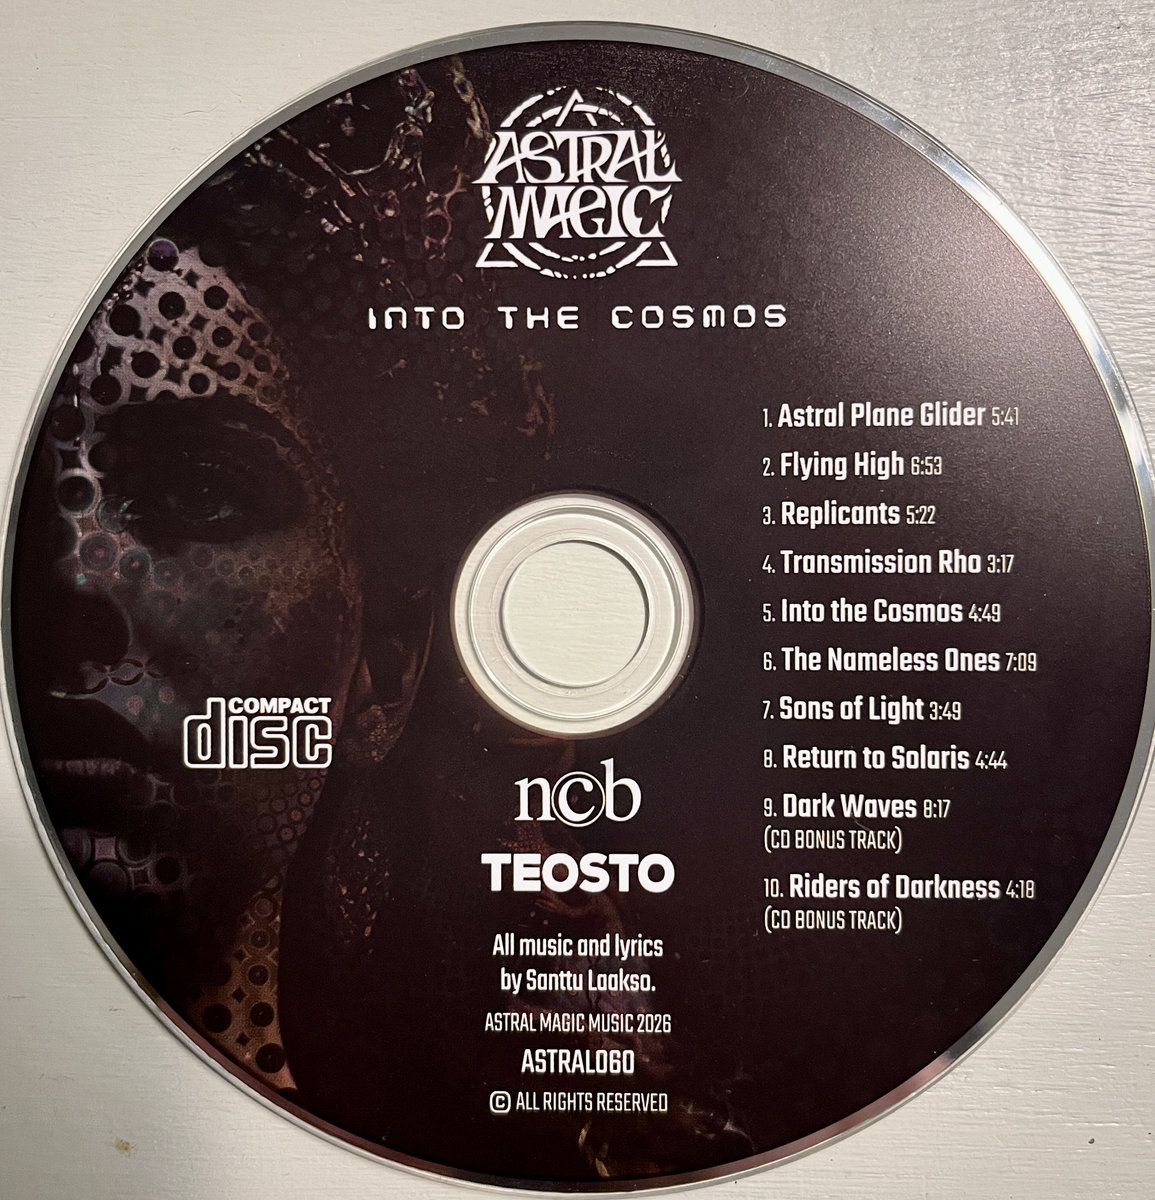 ASTRAL
MAGIC
INTO THE COSMOS
1. Astral Plane Glider 5:41
2. Flying High 6:53
3. Replicants 5:22
4. Transmission Rho 3:17
5. Into the Cosmos 4:49
6. The Nameless Ones 7:09
7. Sons of Light 3:49
8. Return to Solaris 4:44
9. Dark Waves 8:17
(CD BONUS TRACK)
10. Riders of Darkness 4:18
(CD BONUS TRACK)
COMPACT
disc
ncb
TEOSTO
All music and lyrics
by Santtu Laakso.
ASTRAL MAGIC MUSIC 2026
ASTRAL060
© ALL RIGHTS RESERVED